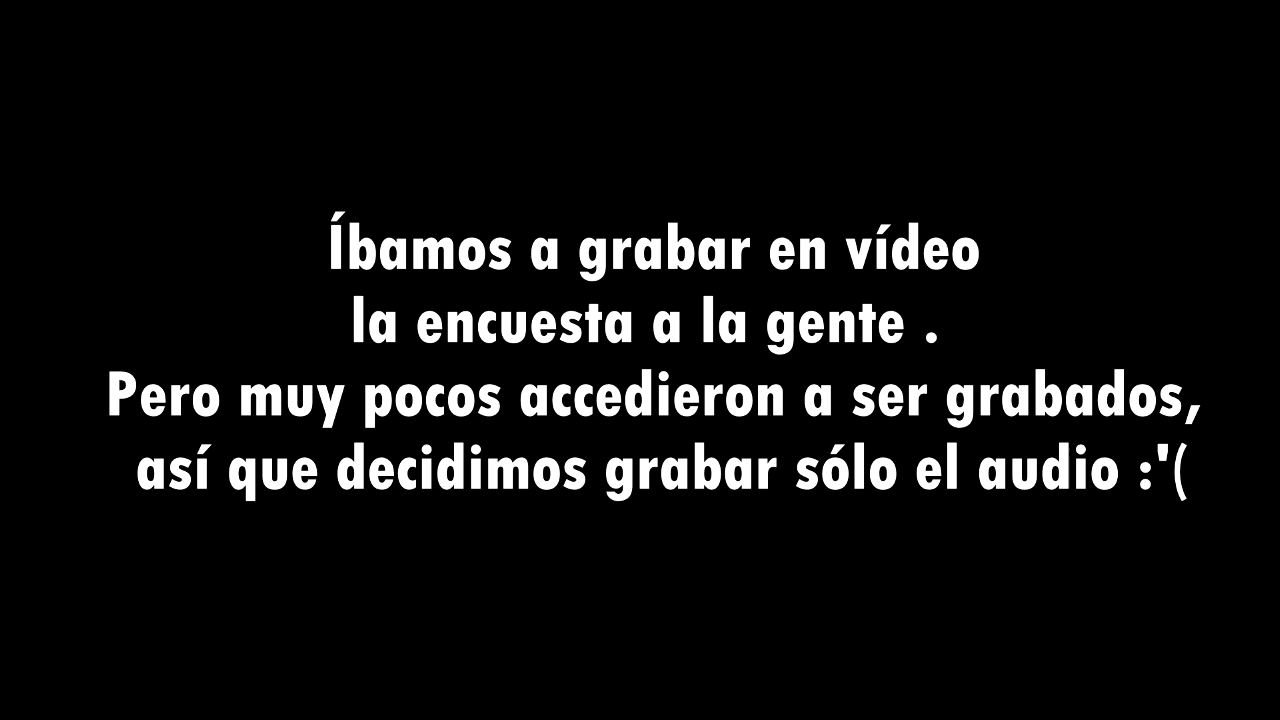 Íbamos a grabar en vídeo
la encuesta a la gente .
Pero muy pocos accedieron a ser grabados,
así que decidimos grabar sólo el audio :'(